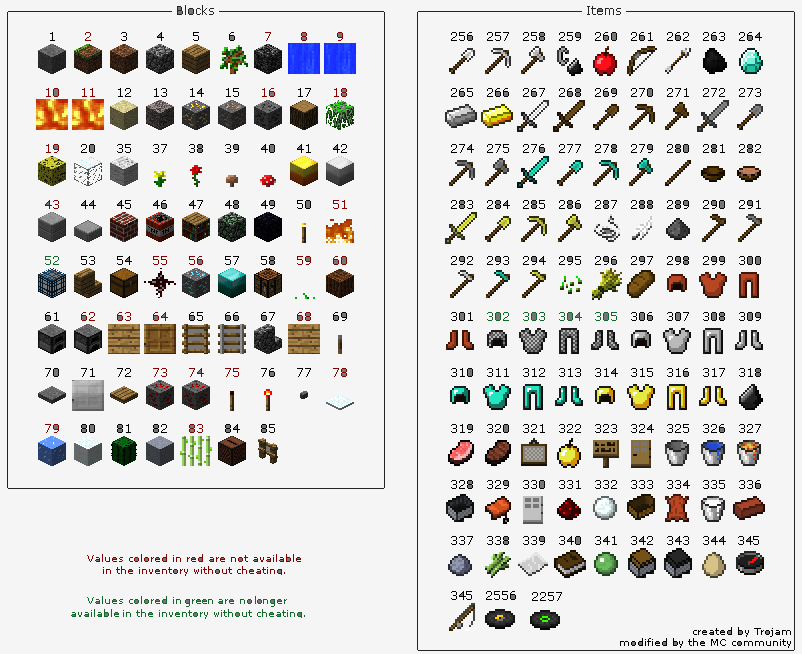 Blocks
1 2 3 4 5 6 7 8 9
10 11 12 13 14 15 16 17 18
19 20 35 37 38 39 40 41 42
43 44 45 46 47 48 49 50 51
52 53 54 55 56 57 58 59 60
61 62 63 64 65 66 67 68 69
70 71 72 73 74 75 76 77 78
79 80 81 82 83 84 85
Values colored in red are not available
in the inventory without cheating.
Values colored in green are no longer
available in the inventory without cheating.
Items
256 257 258 259 260 261 262 263 264
265 266 267 268 269 270 271 272 273
274 275 276 277 278 279 280 281 282
283 284 285 286 287 288 289 290 291
292 293 294 295 296 297 298 299 300
301 302 303 304 305 306 307 308 309
310 311 312 313 314 315 316 317 318
319 320 321 322 323 324 325 326 327
328 329 330 331 332 333 334 335 336
337 338 339 340 341 342 343 344 345
345 2556 2257
created by Trojam
modified by the MC community